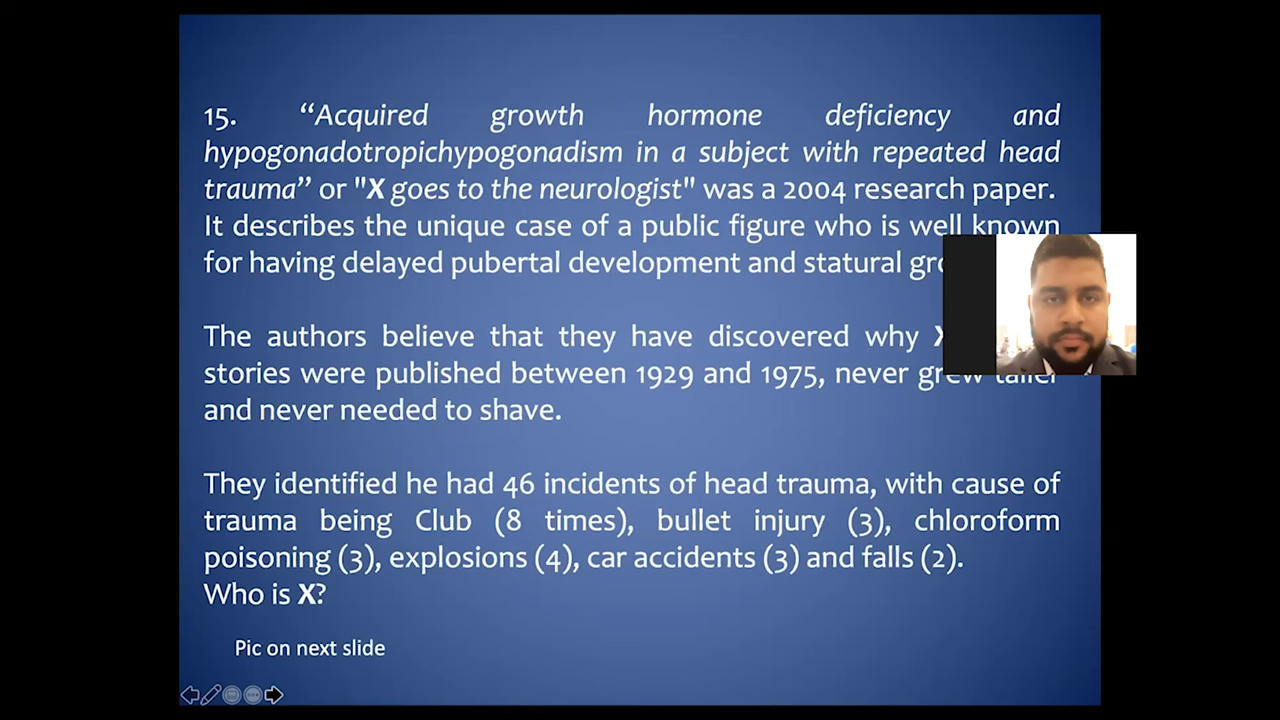 15. “Acquired growth hormone deficiency and
hypogonadotropichypogonadism in a subject with repeated head
trauma” or "X goes to the neurologist" was a 2004 research paper.
It describes the unique case of a public figure who is well known
for having delayed pubertal development and statural
The authors believe that they have discovered why
stories were published between 1929 and 1975, never grew taller
and never needed to shave.
They identified he had 46 incidents of head trauma, with cause of
trauma being Club (8 times), bullet injury (3), chloroform
poisoning (3), explosions (4), car accidents (3) and falls (2).
Who is X?
Pic on next slide